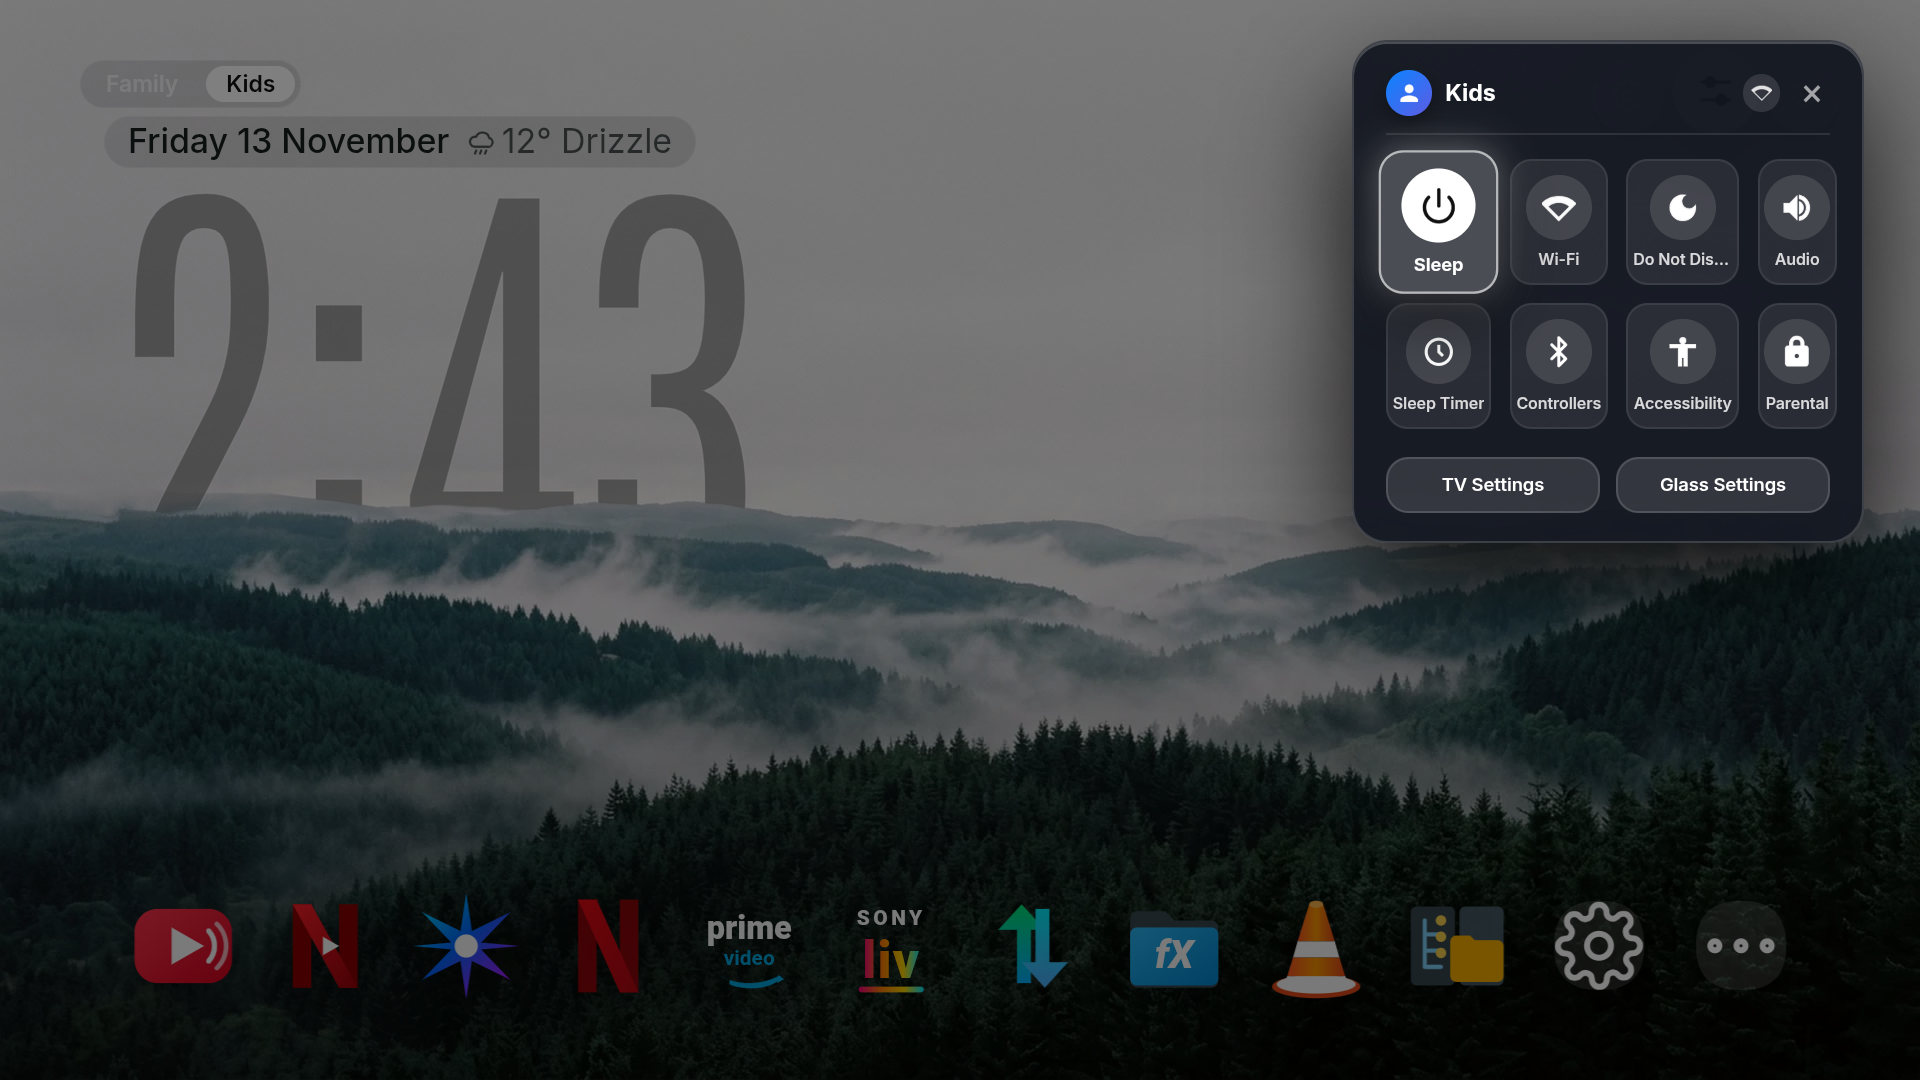 Family
Kids
Friday 13 November 12° Drizzle
2:43
Kids
Sleep
Wi-Fi
Do Not Dis...
Audio
Sleep Timer
Controllers
Accessibility
Parental
TV Settings
Glass Settings
N
N
prime
video
SONY
liv
fX